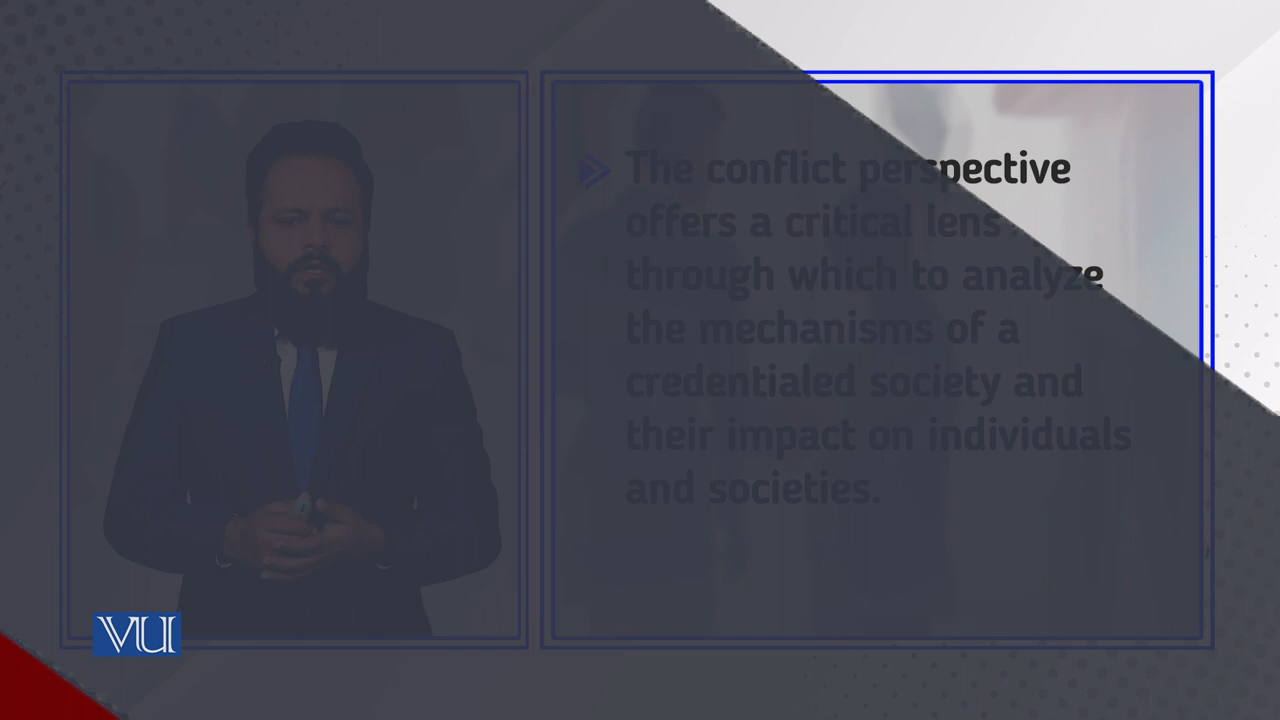 The conflict perspective
offers a critical lens
through which to analyze
the mechanisms of a
credentialed society and
their impact on individuals
and societies.
VU